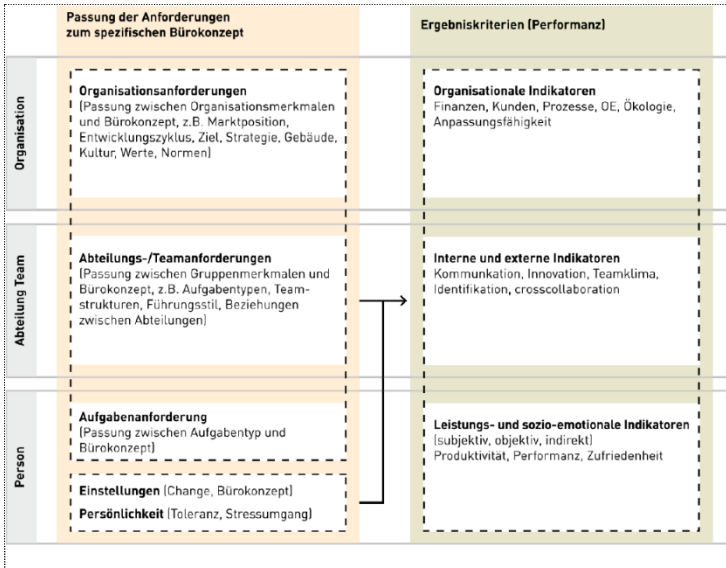 Passung der Anforderungen
zum spezifischen Bürokonzept
Ergebniskriterien (Performanz)
Organisation
Organisationsanforderungen
(Passung zwischen Organisationsmerkmalen
und Bürokonzept, z.B. Marktposition,
Entwicklungszyklus, Ziel, Strategie, Gebäude,
Kultur, Werte, Normen)
Organisationale Indikatoren
Finanzen, Kunden, Prozesse, OE, Ökologie,
Anpassungsfähigkeit
Abteilung Team
Abteilungs-/Teamanforderungen
(Passung zwischen Gruppenmerkmalen und
Bürokonzept, z.B. Aufgabentypen, Team-
strukturen, Führungsstil, Beziehungen
zwischen Abteilungen)
Interne und externe Indikatoren
Kommunkation, Innovation, Teamklima,
Identifikation, crosscollaboration
Person
Aufgabenanforderung
(Passung zwischen Aufgabentyp und
Bürokonzept)
Einstellungen (Change, Bürokonzept)
Persönlichkeit (Toleranz, Stressumgang)
Leistungs- und sozio-emotionale Indikatoren
(subjektiv, objektiv, indirekt)
Produktivität, Performanz, Zufriedenheit